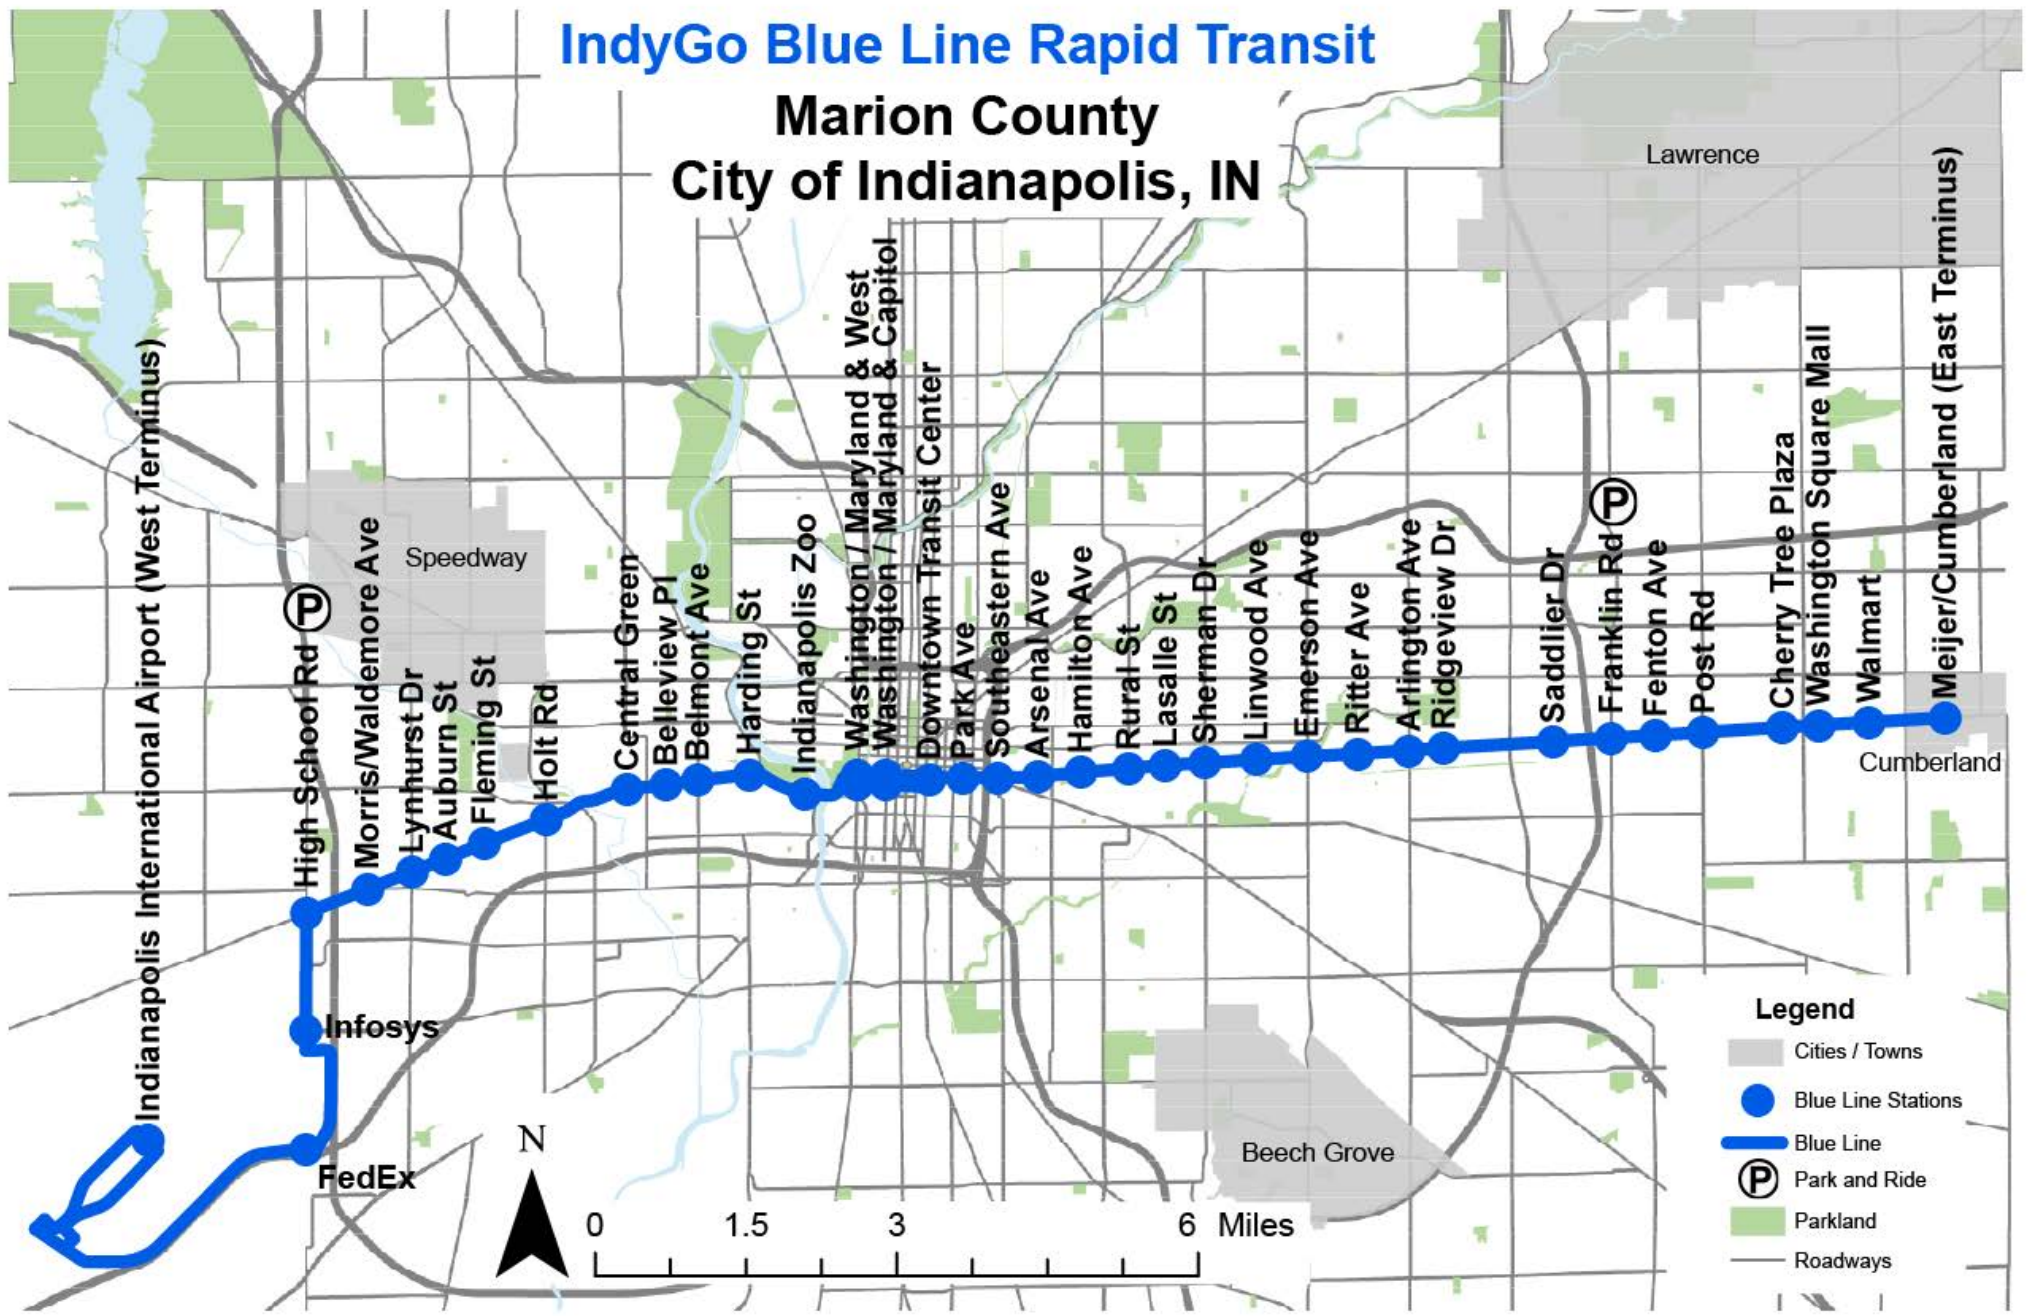 IndyGo Blue Line Rapid Transit
Marion County
City of Indianapolis, IN
Lawrence
Speedway
Cumberland
Beech Grove
Indianapolis International Airport (West Terminus)
FedEx
Infosys
P
High School Rd
Morris/Waldemore Ave
Lynhurst Dr
Auburn St
Fleming St
Holt Rd
Central Green
Belleview Pl
Belmont Ave
Harding St
Indianapolis Zoo
Washington / Maryland & West
Washington / Maryland & Capitol
Downtown Transit Center
Park Ave
Southeastern Ave
Arsenal Ave
Hamilton Ave
Rural St
Lasalle St
Sherman Dr
Linwood Ave
Emerson Ave
Ritter Ave
Arlington Ave
Ridgeview Dr
Saddlier Dr
P
Franklin Rd
Fenton Ave
Post Rd
Cherry Tree Plaza
Washington Square Mall
Walmart
Meijer/Cumberland (East Terminus)
N
0 1.5 3 6 Miles
Legend
Cities / Towns
Blue Line Stations
Blue Line
P Park and Ride
Parkland
Roadways